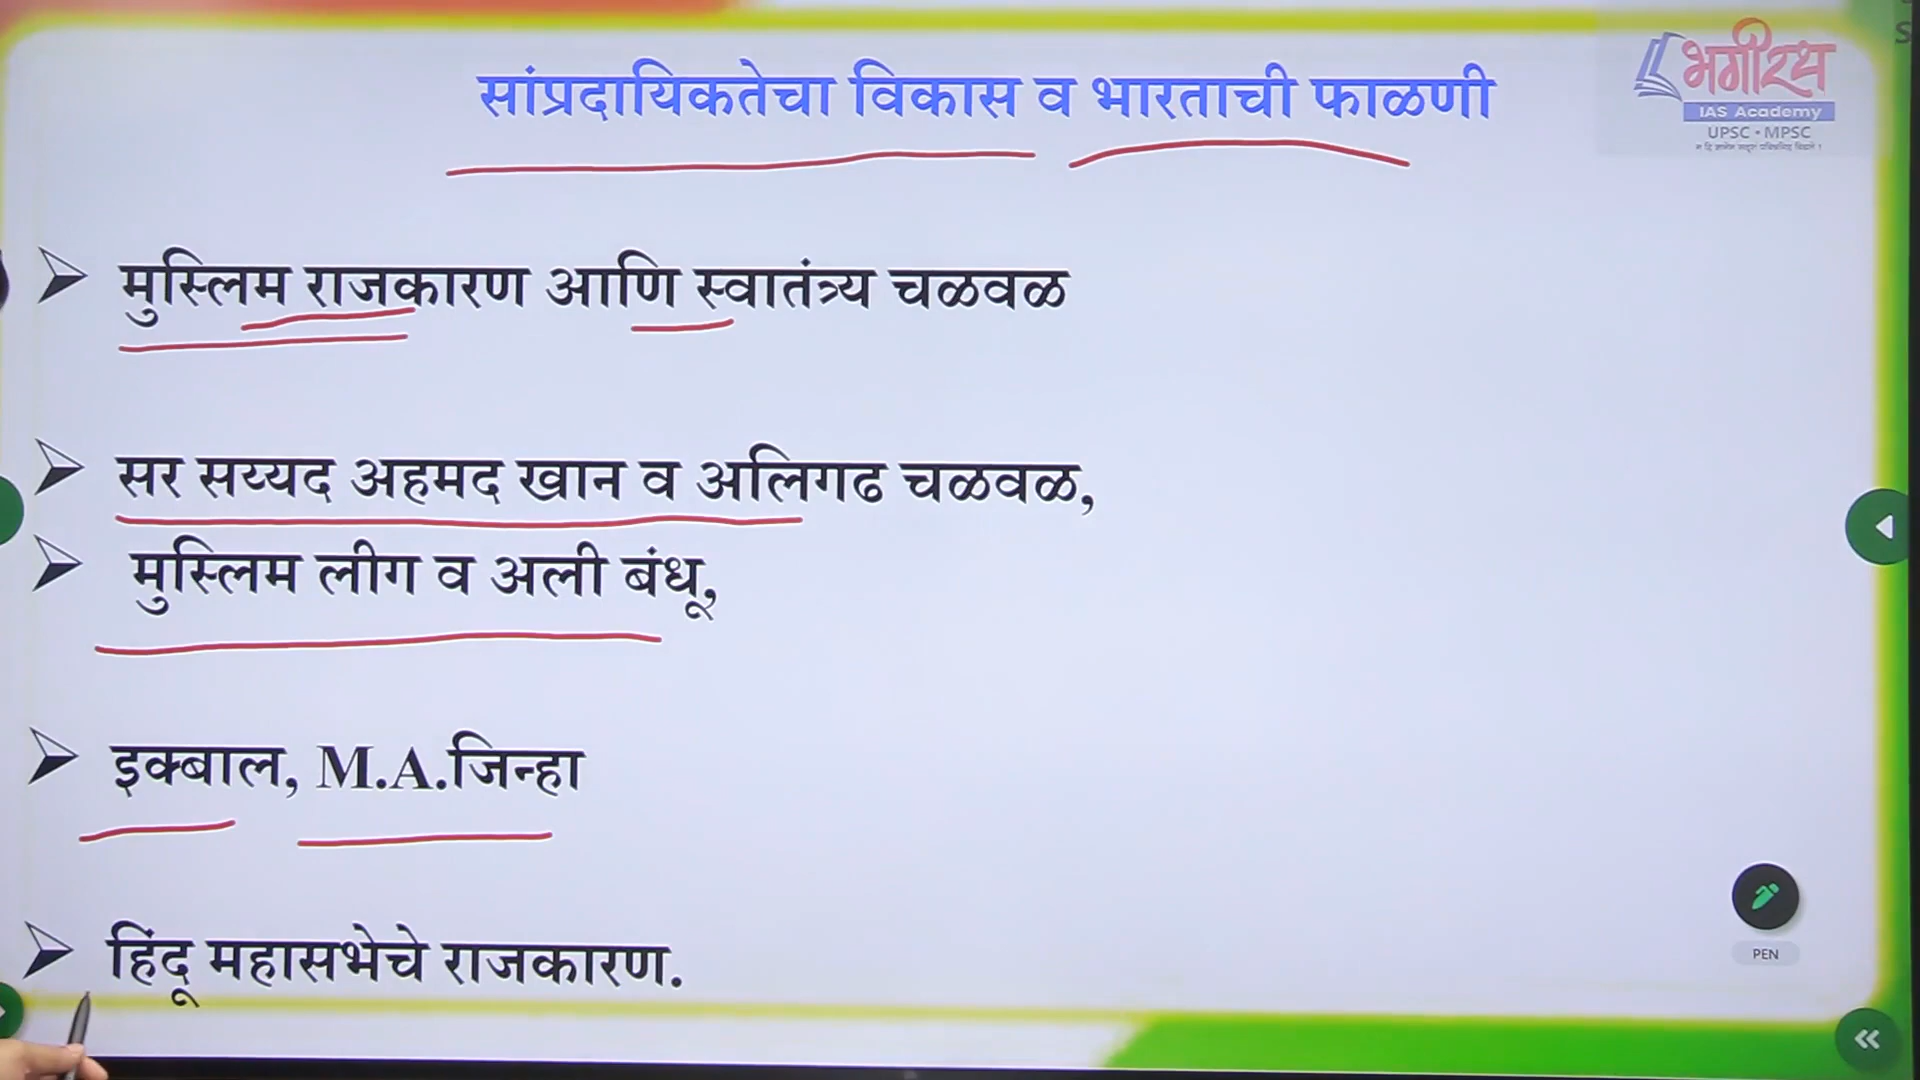 सांप्रदायिकतेचा विकास व भारताची फाळणी
भगीरथ
IAS Academy
UPSC • MPSC
मुस्लिम राजकारण आणि स्वातंत्र्य चळवळ
सर सय्यद अहमद खान व अलिगढ चळवळ,
मुस्लिम लीग व अली बंधू,
इक्बाल, M.A.जिन्हा
हिंदू महासभेचे राजकारण.
PEN